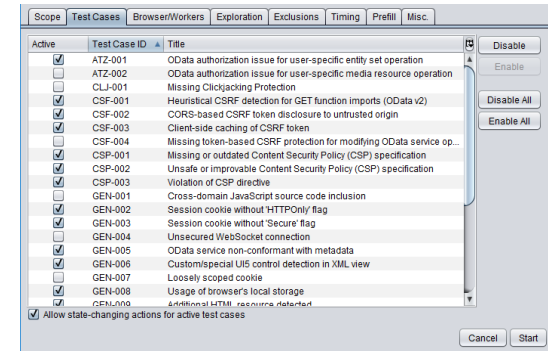 Scope Test Cases Browser/Workers Exploration Exclusions Timing Prefill Misc.
Active Test Case ID Title
ATZ-001 OData authorization issue for user-specific entity set operation
ATZ-002 OData authorization issue for user-specific media resource operation
CLJ-001 Missing Clickjacking Protection
CSF-001 Heuristical CSRF detection for GET function imports (OData v2)
CSF-002 CORS-based CSRF token disclosure to untrusted origin
CSF-003 Client-side caching of CSRF token
CSF-004 Missing token-based CSRF protection for modifying OData service op...
CSP-001 Missing or outdated Content Security Policy (CSP) specification
CSP-002 Unsafe or improvable Content Security Policy (CSP) specification
CSP-003 Violation of CSP directive
GEN-001 Cross-domain JavaScript source code inclusion
GEN-002 Session cookie without 'HTTPOnly' flag
GEN-003 Session cookie without 'Secure' flag
GEN-004 Unsecured WebSocket connection
GEN-005 OData service non-conformant with metadata
GEN-006 Custom/special UI5 control detection in XML view
GEN-007 Loosely scoped cookie
GEN-008 Usage of browser's local storage
GEN-009 Additional HTML resource detected
Disable
Enable
Disable All
Enable All
Allow state-changing actions for active test cases
Cancel Start